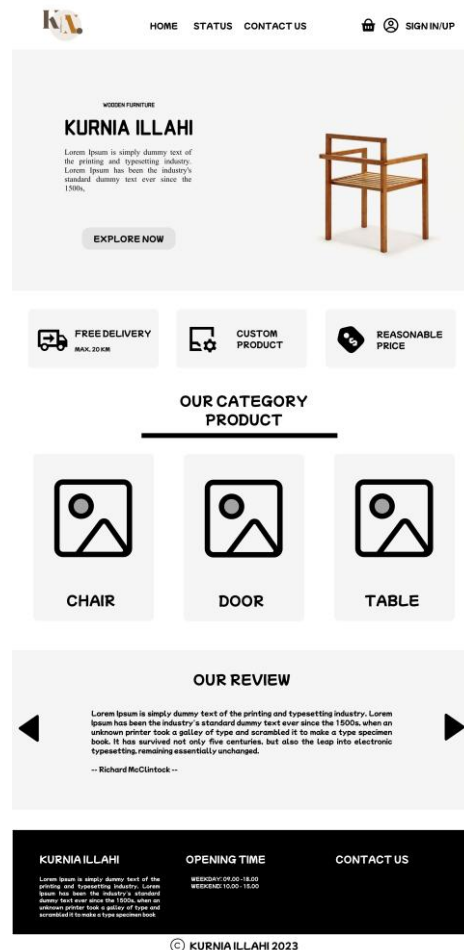 KI.
HOME STATUS CONTACT US SIGN IN/UP
WOODEN FURNITURE
KURNIA ILLAHI
Lorem Ipsum is simply dummy text of
the printing and typesetting industry.
Lorem Ipsum has been the industry's
standard dummy text ever since the
1500s,
EXPLORE NOW
FREE DELIVERY
MAX. 20 KM
CUSTOM
PRODUCT
REASONABLE
PRICE
OUR CATEGORY
PRODUCT
CHAIR
DOOR
TABLE
OUR REVIEW
Lorem Ipsum is simply dummy text of the printing and typesetting industry. Lorem
Ipsum has been the industry's standard dummy text ever since the 1500s, when an
unknown printer took a galley of type and scrambled it to make a type specimen
book. It has survived not only five centuries, but also the leap into electronic
typesetting, remaining essentially unchanged.
-- Richard McClintock --
KURNIA ILLAHI
Lorem Ipsum is simply dummy text of the
printing and typesetting industry. Lorem
Ipsum has been the industry's standard
dummy text ever since the 1500s, when an
unknown printer took a galley of type and
scrambled it to make a type specimen book
OPENING TIME
WEEKDAY: 09.00 -18.00
WEEKEND: 10.00 - 15.00
CONTACT US
© KURNIA ILLAHI 2023